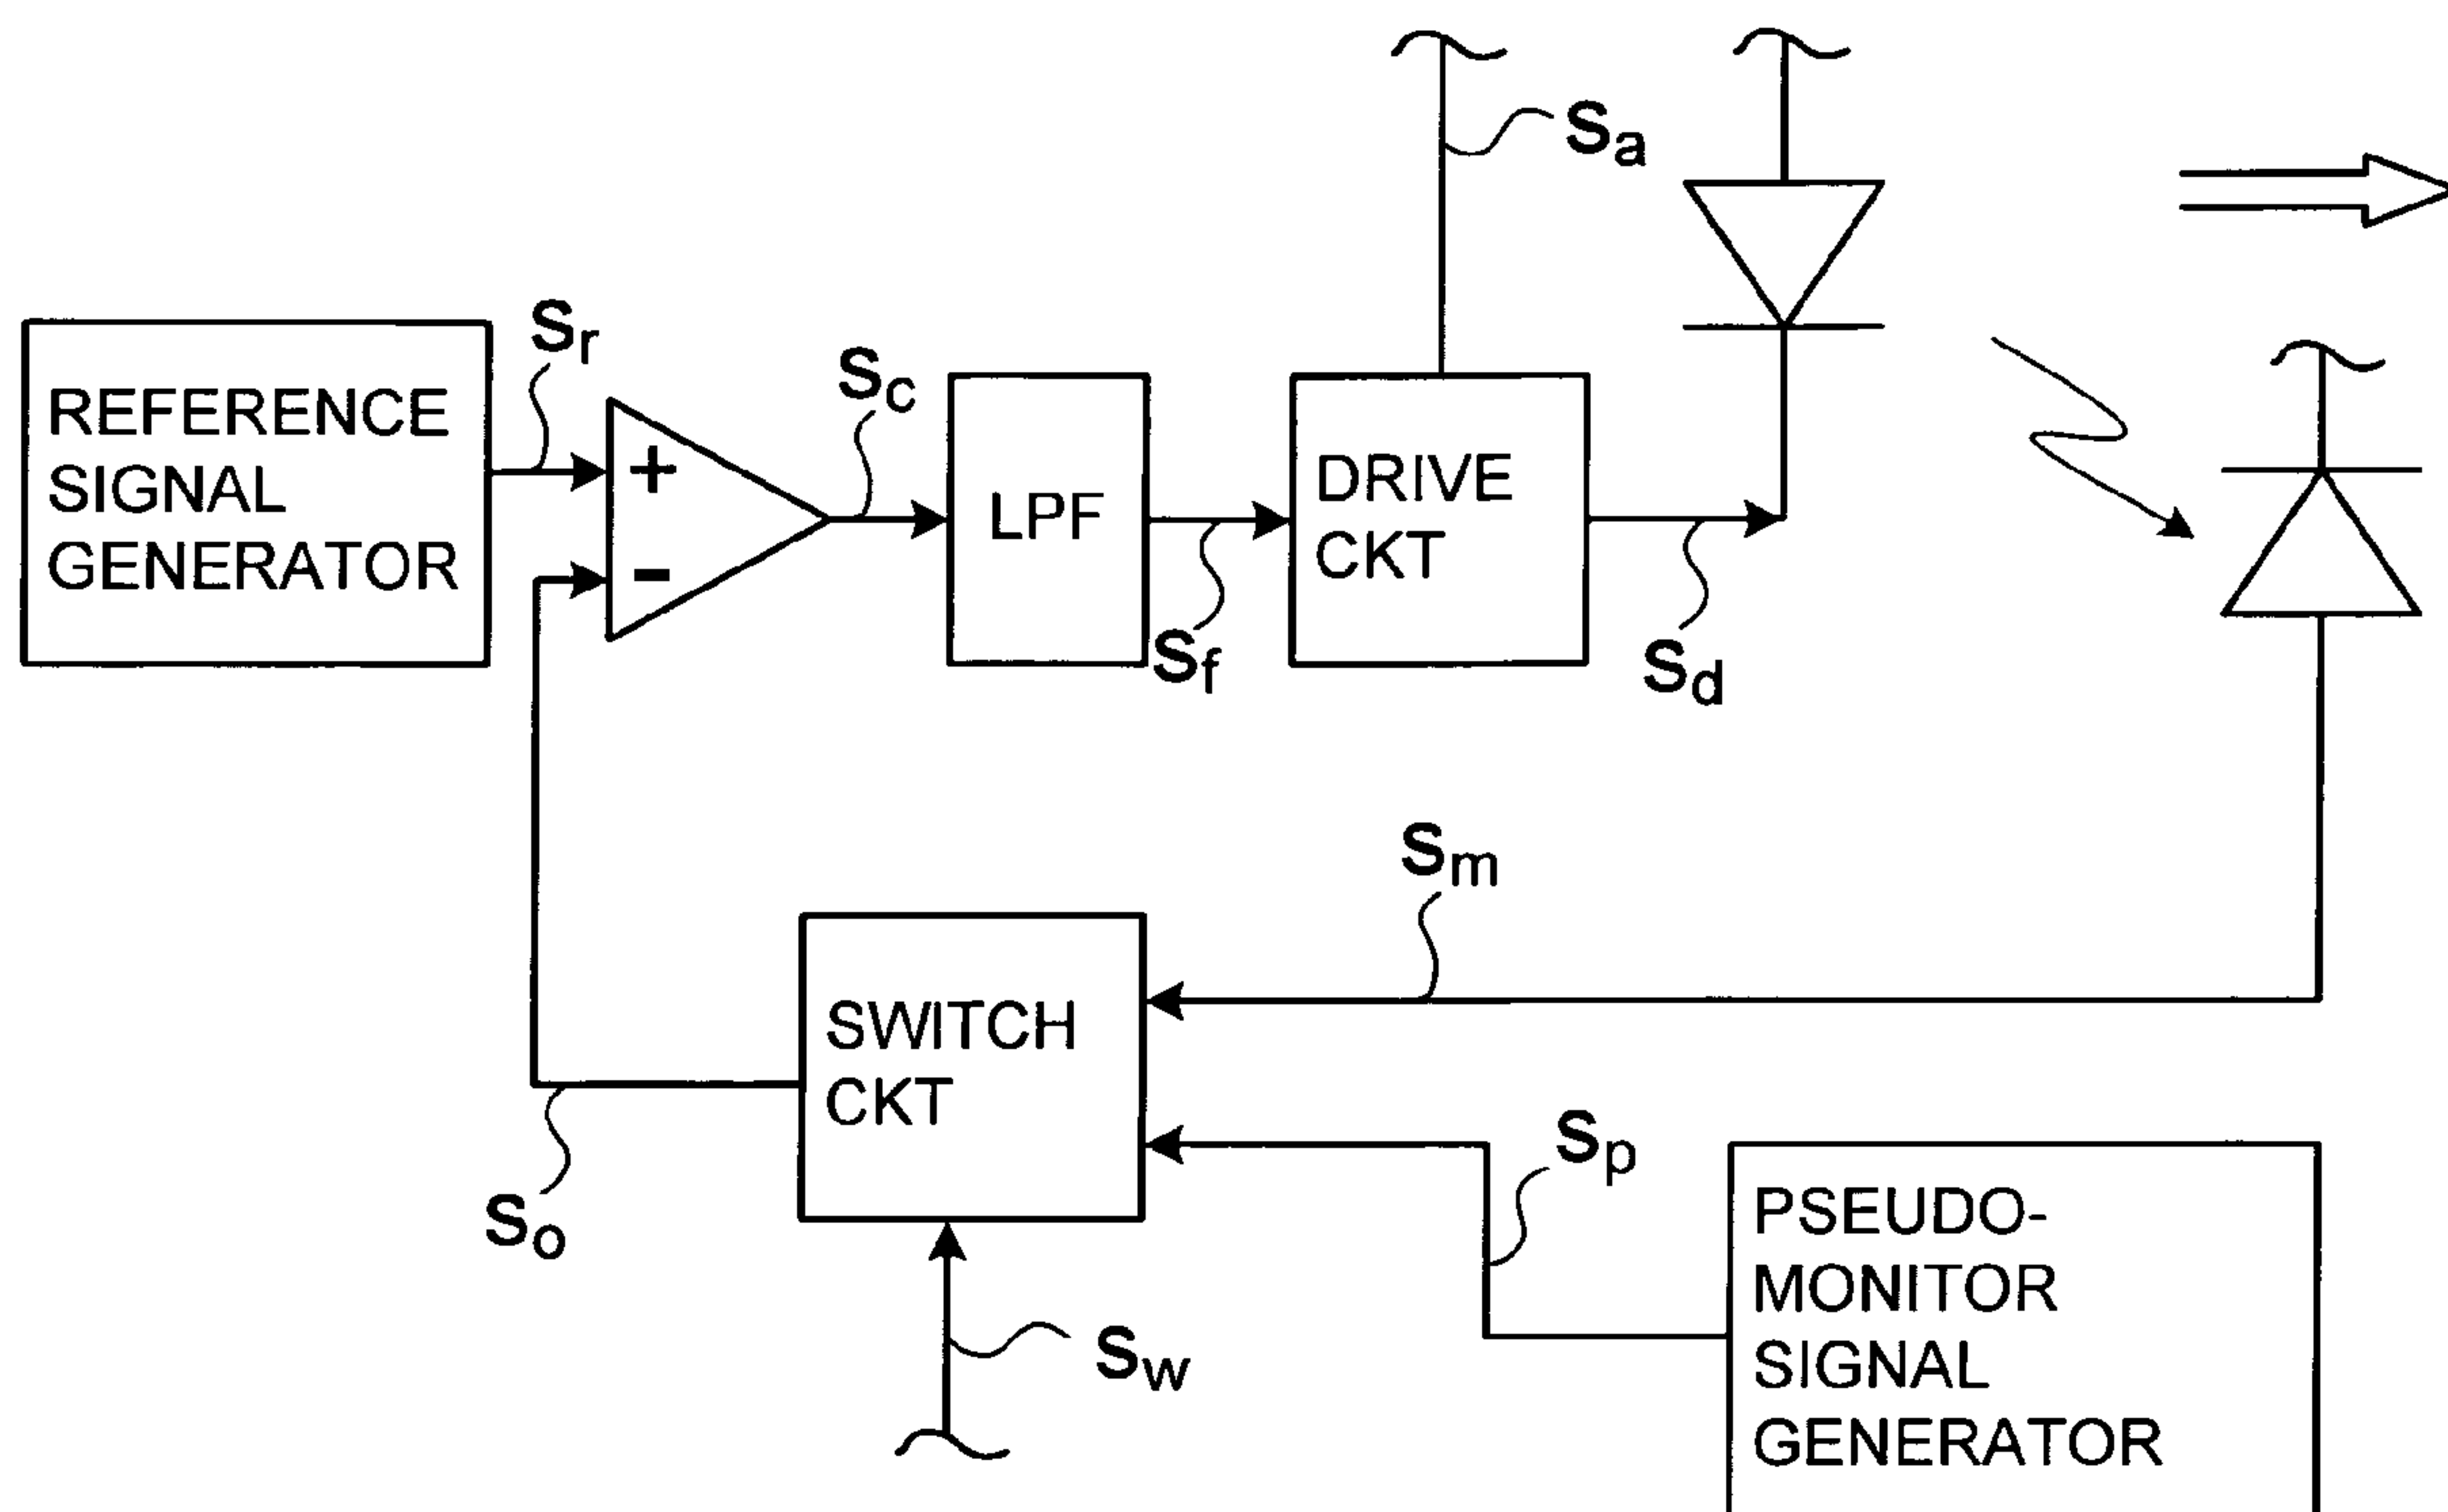 Sa
Sr
REFERENCE
SIGNAL
GENERATOR
+
-
Sc
LPF
Sf
DRIVE
CKT
Sd
Sm
SWITCH
CKT
So
Sp
Sw
PSEUDO-
MONITOR
SIGNAL
GENERATOR